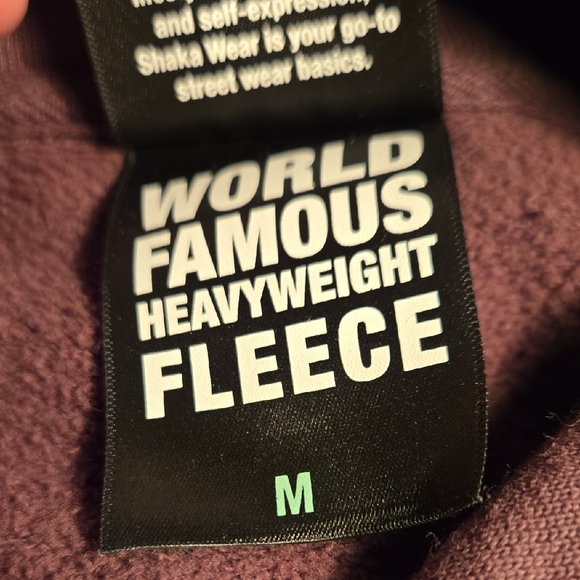 and self-expression,
Shaka Wear is your go-to
street wear basics.
WORLD
FAMOUS
HEAVYWEIGHT
FLEECE
M